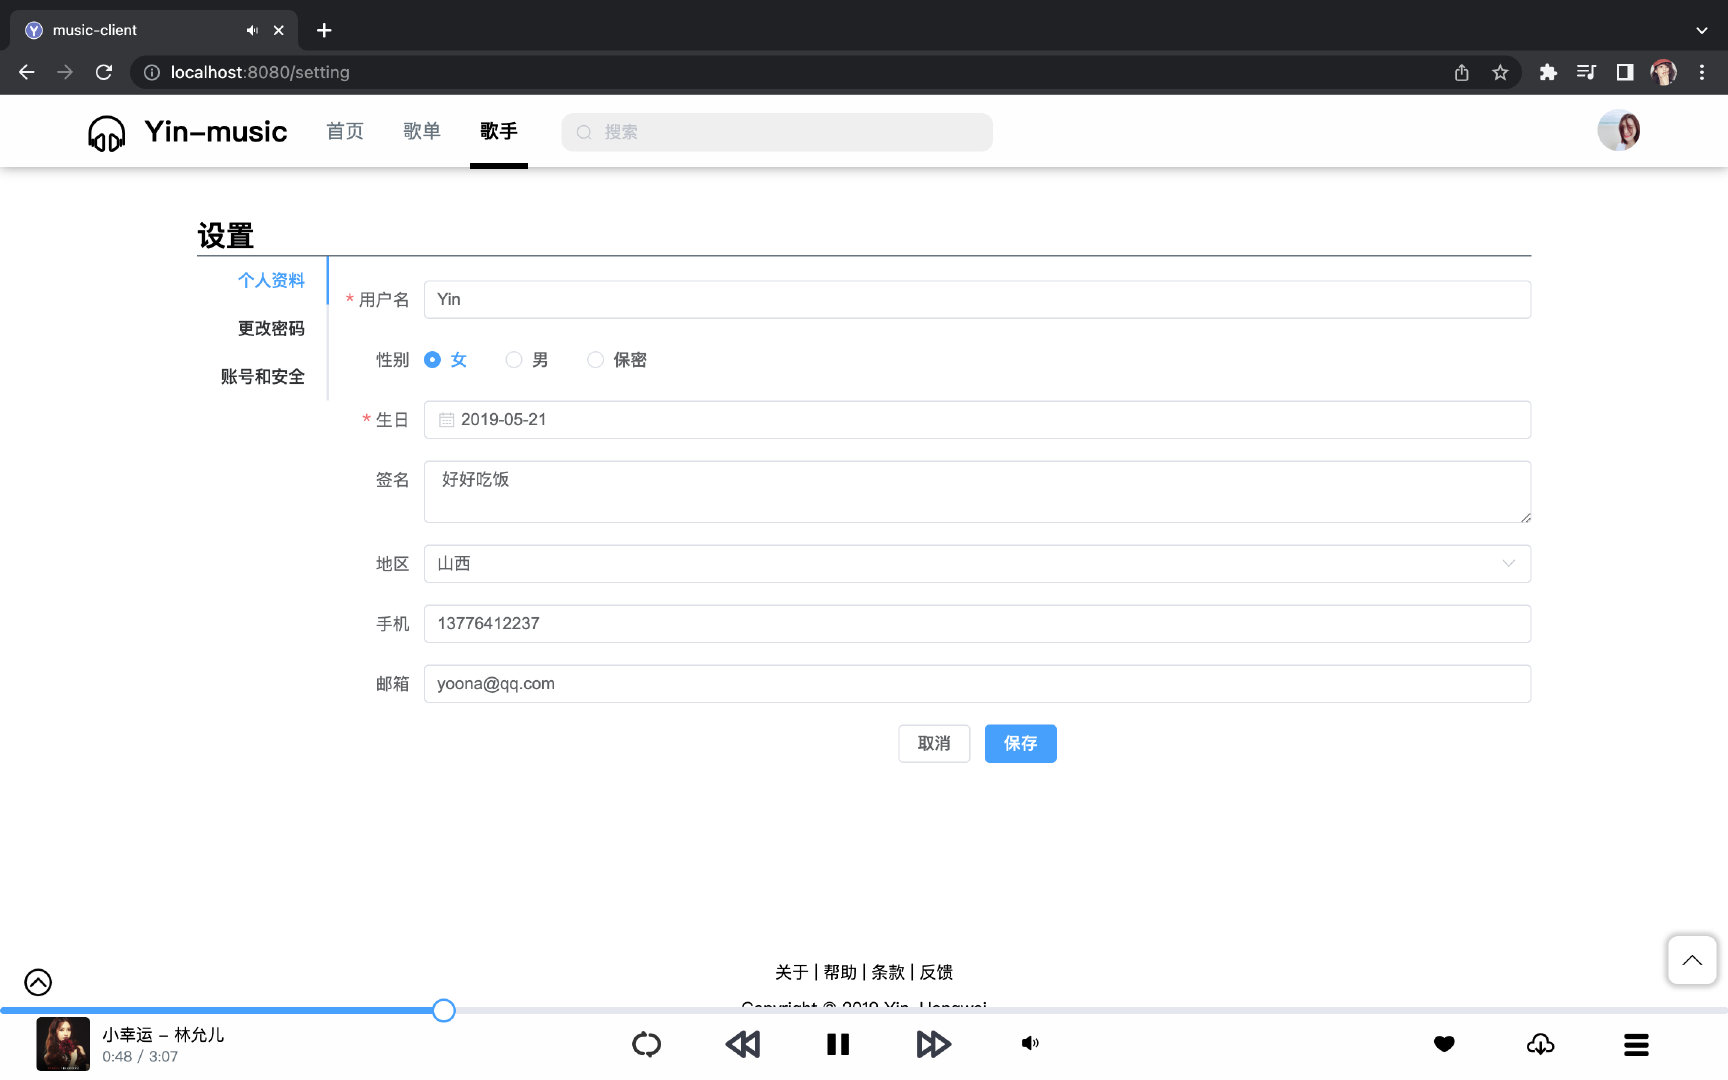 music-client
localhost:8080/setting
Yin-music 首页 歌单 歌手 搜索
设置
个人资料
更改密码
账号和安全
* 用户名 Yin
性别 女 男 保密
* 生日 2019-05-21
签名 好好吃饭
地区 山西
手机 13776412237
邮箱 yoona@qq.com
取消 保存
关于 | 帮助 | 条款 | 反馈
Copyright © 2019 Yin-Hongwei
小幸运 - 林允儿
0:48 / 3:07